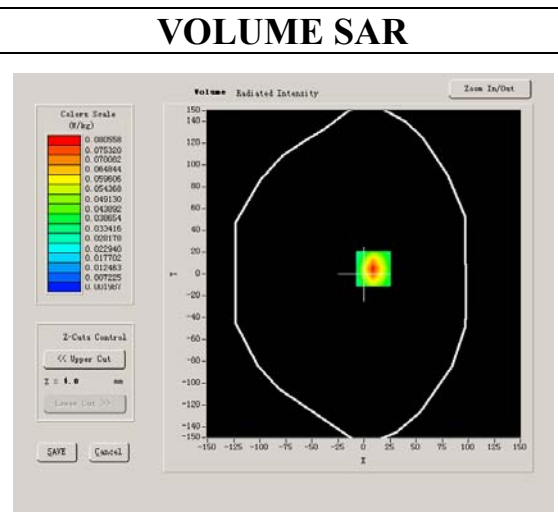 VOLUME SAR
Volume Radiated Intensity
Zoom In/Out
Colors Scale
(W/kg)
0.080558
0.075320
0.070082
0.064844
0.059606
0.054368
0.049130
0.043892
0.038654
0.033416
0.028178
0.022940
0.017702
0.012463
0.007225
0.001987
Z-Cuts Control
<< Upper Cut
Z = 4.0 mm
Lower Cut >>
SAVE
Cancel
150
140
120
100
80
60
40
20
0
-20
-40
-60
-80
-100
-120
-140
-150
Y
-150 -125 -100 -75 -50 -25 0 25 50 75 100 125 150
X